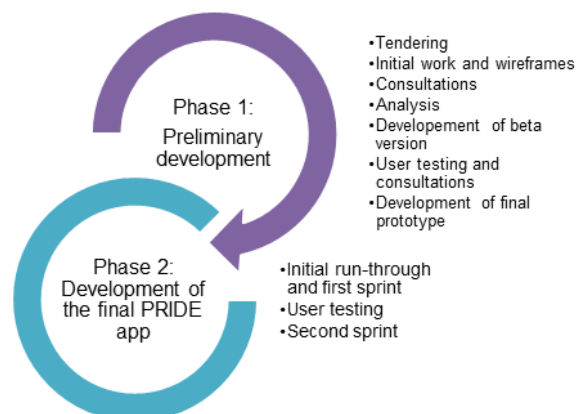 Phase 1:
Preliminary
development
•Tendering
•Initial work and wireframes
•Consultations
•Analysis
•Developement of beta
version
•User testing and
consultations
•Development of final
prototype
Phase 2:
Development of
the final PRIDE
app
•Initial run-through
and first sprint
•User testing
•Second sprint